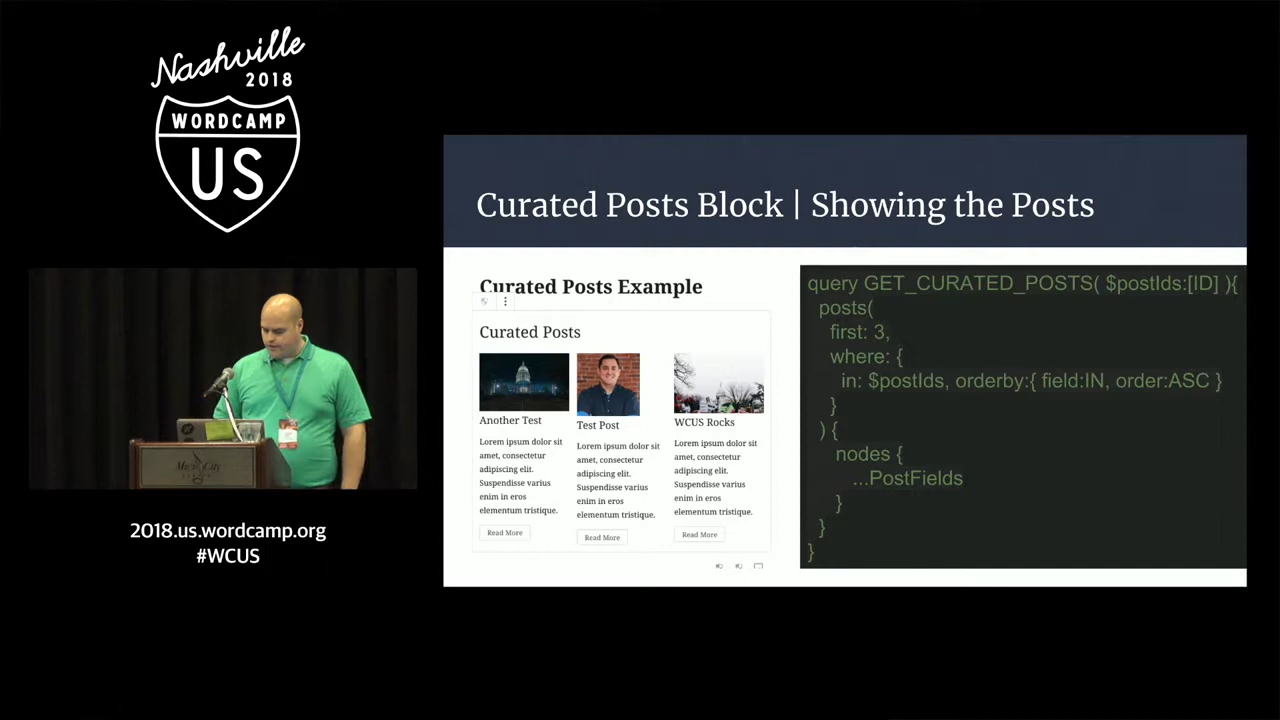 Nashville
2018
WORDCAMP
US
2018.us.wordcamp.org
#WCUS
Curated Posts Block | Showing the Posts
Curated Posts Example
Curated Posts
Another Test
Lorem ipsum dolor sit
amet, consectetur
adipiscing elit.
Suspendisse varius
enim in eros
elementum tristique.
Read More
Test Post
Lorem ipsum dolor sit
amet, consectetur
adipiscing elit.
Suspendisse varius
enim in eros
elementum tristique.
Read More
WCUS Rocks
Lorem ipsum dolor sit
amet, consectetur
adipiscing elit.
Suspendisse varius
enim in eros
elementum tristique.
Read More
query GET_CURATED_POSTS( $postIds:[ID] ){
posts(
first: 3,
where: {
in: $postIds, orderby:{ field:IN, order:ASC }
}
) {
nodes {
...PostFields
}
}
}